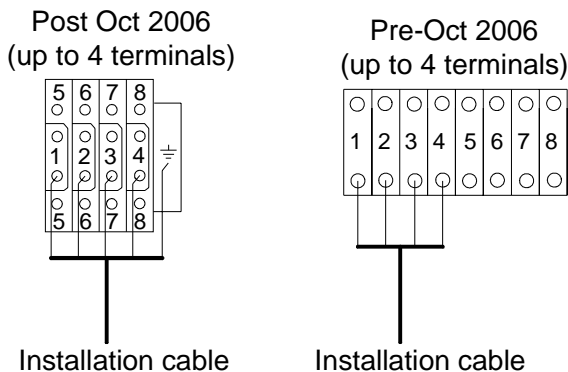 Post Oct 2006
(up to 4 terminals)
5 6 7 8
1 2 3 4
5 6 7 8
Installation cable
Pre-Oct 2006
(up to 4 terminals)
1 2 3 4 5 6 7 8
Installation cable